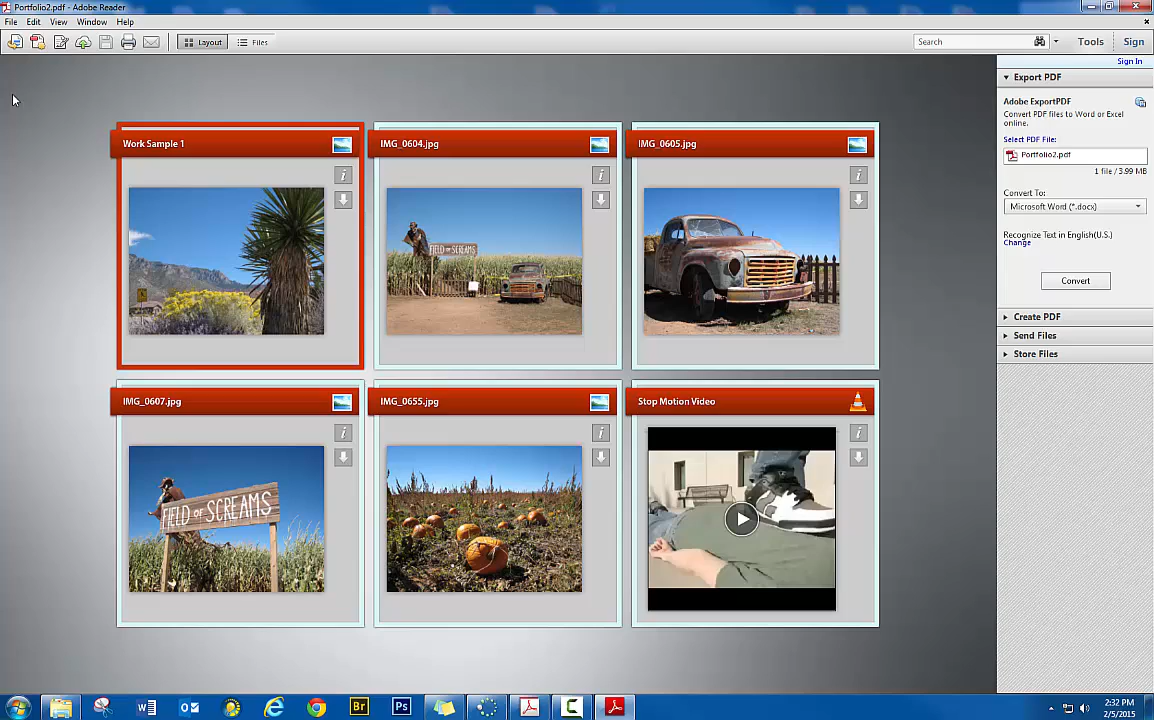 Portfolio2.pdf - Adobe Reader
File Edit View Window Help
Layout Files Search Tools Sign
Sign In
Export PDF
Adobe ExportPDF
Convert PDF files to Word or Excel
online.
Select PDF File:
Portfolio2.pdf
1 file / 3.99 MB
Convert To:
Microsoft Word (*.docx)
Recognize Text in English(U.S.)
Change
Convert
Create PDF
Send Files
Store Files
Work Sample 1
IMG_0604.jpg
FIELD OF SCREAMS
IMG_0605.jpg
IMG_0607.jpg
FIELD OF SCREAMS
IMG_0655.jpg
Stop Motion Video
Br
Ps
2:32 PM
2/5/2015